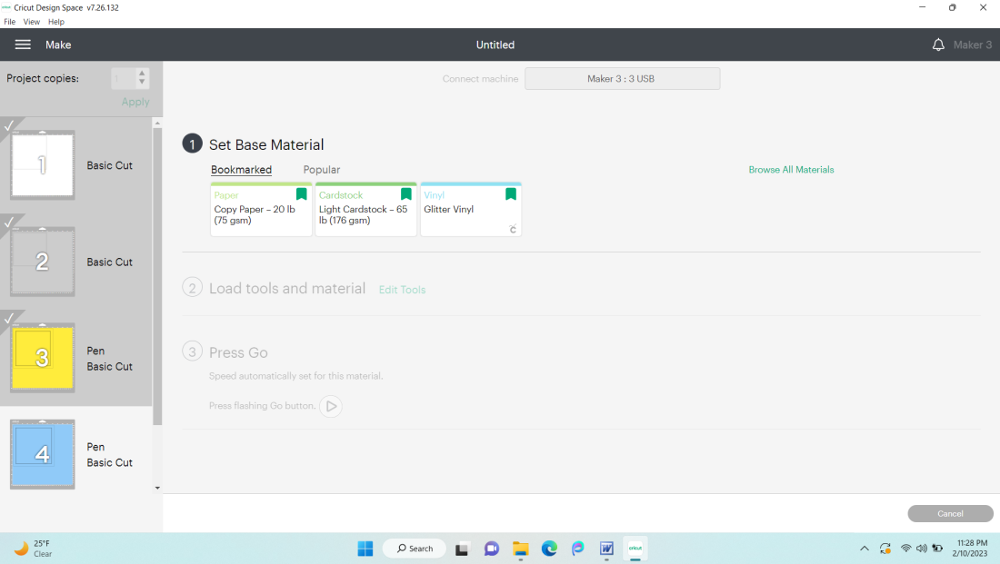 cricut Cricut Design Space v7.26.132
File View Help
Make
Untitled
Maker 3
Project copies:
1
Apply
Connect machine
Maker 3 : 3 USB
1
Basic Cut
2
Basic Cut
3
Pen
Basic Cut
4
Pen
Basic Cut
1 Set Base Material
Bookmarked Popular
Browse All Materials
Paper
Copy Paper – 20 lb
(75 gsm)
Cardstock
Light Cardstock – 65
lb (176 gsm)
Vinyl
Glitter Vinyl
2 Load tools and material Edit Tools
3 Press Go
Speed automatically set for this material.
Press flashing Go button.
Cancel
25°F
Clear
Search
cricut
11:28 PM
2/10/2023